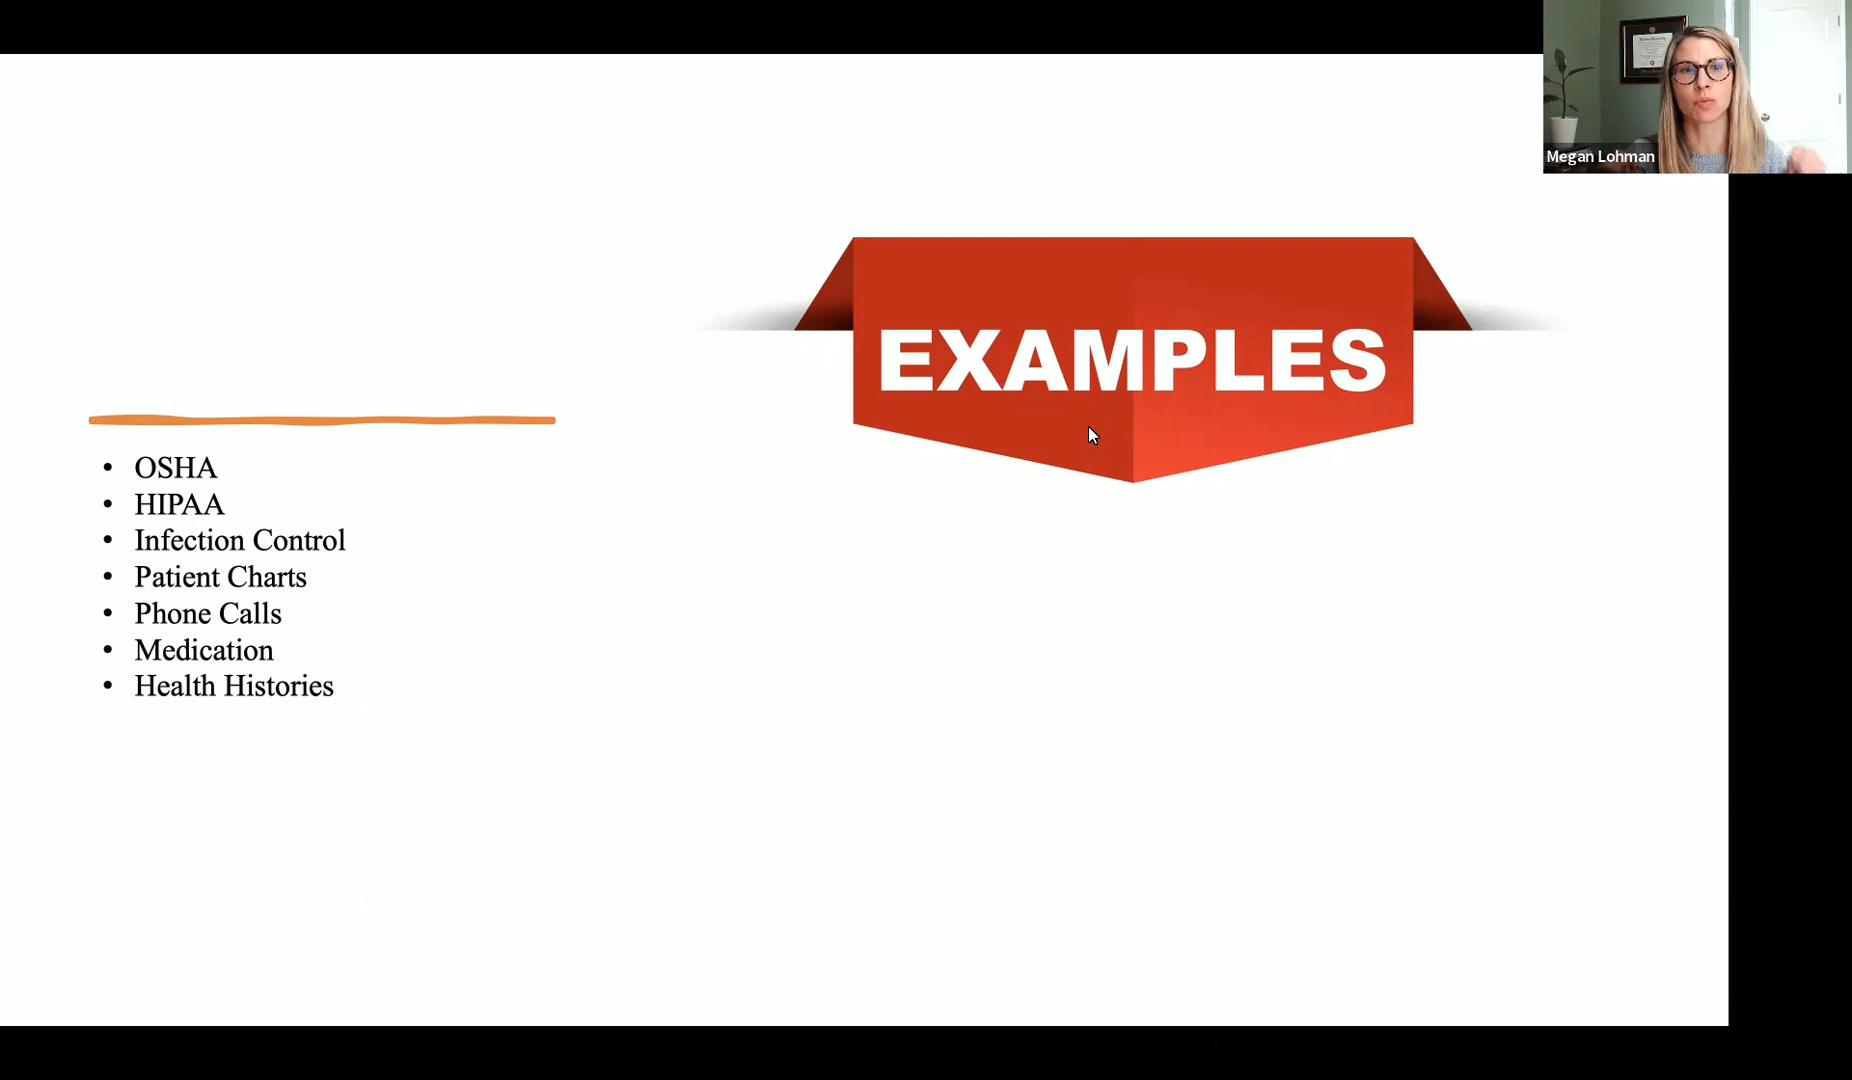 Megan Lohman
EXAMPLES
• OSHA
• HIPAA
• Infection Control
• Patient Charts
• Phone Calls
• Medication
• Health Histories